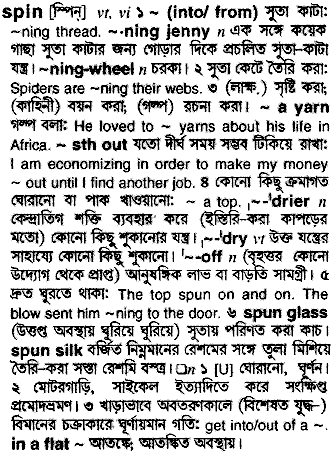 spin [স্পিন্] vt, vi ১ ~ (into/ from) সুতা কাটা:
~ning thread. ~·ning jenny n এক সঙ্গে কয়েক
গাছা সুতা কাটার জন্য গোড়ার দিকে প্রচলিত সুতা-কাটা
যন্ত্র। ~ning-wheel n চরকা। ২ সুতা কেটে তৈরি করা:
Spiders are ~ning their webs. ৩ (লাক্ষ.) সৃষ্টি করা;
(কাহিনী) বয়ন করা; (গল্প) রচনা করা। ~ a yarn
গল্প বলা: He loved to ~ yarns about his life in
Africa. ~ sth out যতো দীর্ঘ সময় সম্ভব টিকিয়ে রাখা:
I am economizing in order to make my money
~ out until I find another job. ৪ কোনো কিছু ক্রমাগত
ঘোরানো বা পাক খাওয়ানো: ~ a top. ˌ~-ˈdrier n
কেন্দ্রাতিগ শক্তি ব্যবহার করে (ইস্তিরি-করা কাপড়ের
মতো) কোনো কিছু শুকানোর যন্ত্র। ˌ~-ˈdry vt উক্ত যন্ত্রের
সাহায্যে কোনো কিছু শুকানো। ˈ~-off n (বৃহত্তর কোনো
উদ্যোগ থেকে প্রাপ্ত) আনুষঙ্গিক লাভ বা বাড়তি সামগ্রী। ৫
দ্রুত ঘুরতে থাকা: The top spun on and on. The
blow sent him ~ning to the door. ৬ spun glass
(উত্তপ্ত অবস্থায় ঘুরিয়ে ঘুরিয়ে) সুতায় পরিণত করা কাচ।
spun silk বর্জিত নিম্নমানের রেশমের সঙ্গে তুলা মিশিয়ে
তৈরি-করা সস্তা রেশমি বস্ত্র। □n ১ [U] ঘোরানো, ঘূর্ণন।
২ মোটরগাড়ি, সাইকেল ইত্যাদিতে করে সংক্ষিপ্ত
প্রমোদভ্রমণ। ৩ খাড়াভাবে অবতরণকালে (বিশেষত যুদ্ধ-)
বিমানের চক্রাকারে ঘূর্ণায়মান গতি: get into/out of a ~.
in a flat ~ আতঙ্কে; আতঙ্কিত অবস্থায়।